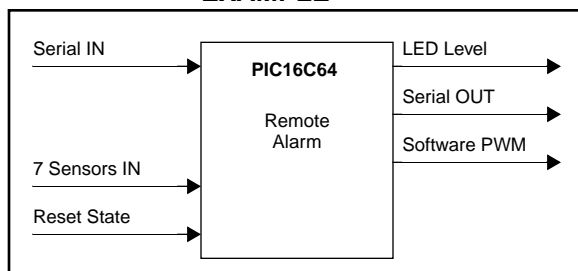 Serial IN
PIC16C64
Remote
Alarm
LED Level
Serial OUT
Software PWM
7 Sensors IN
Reset State